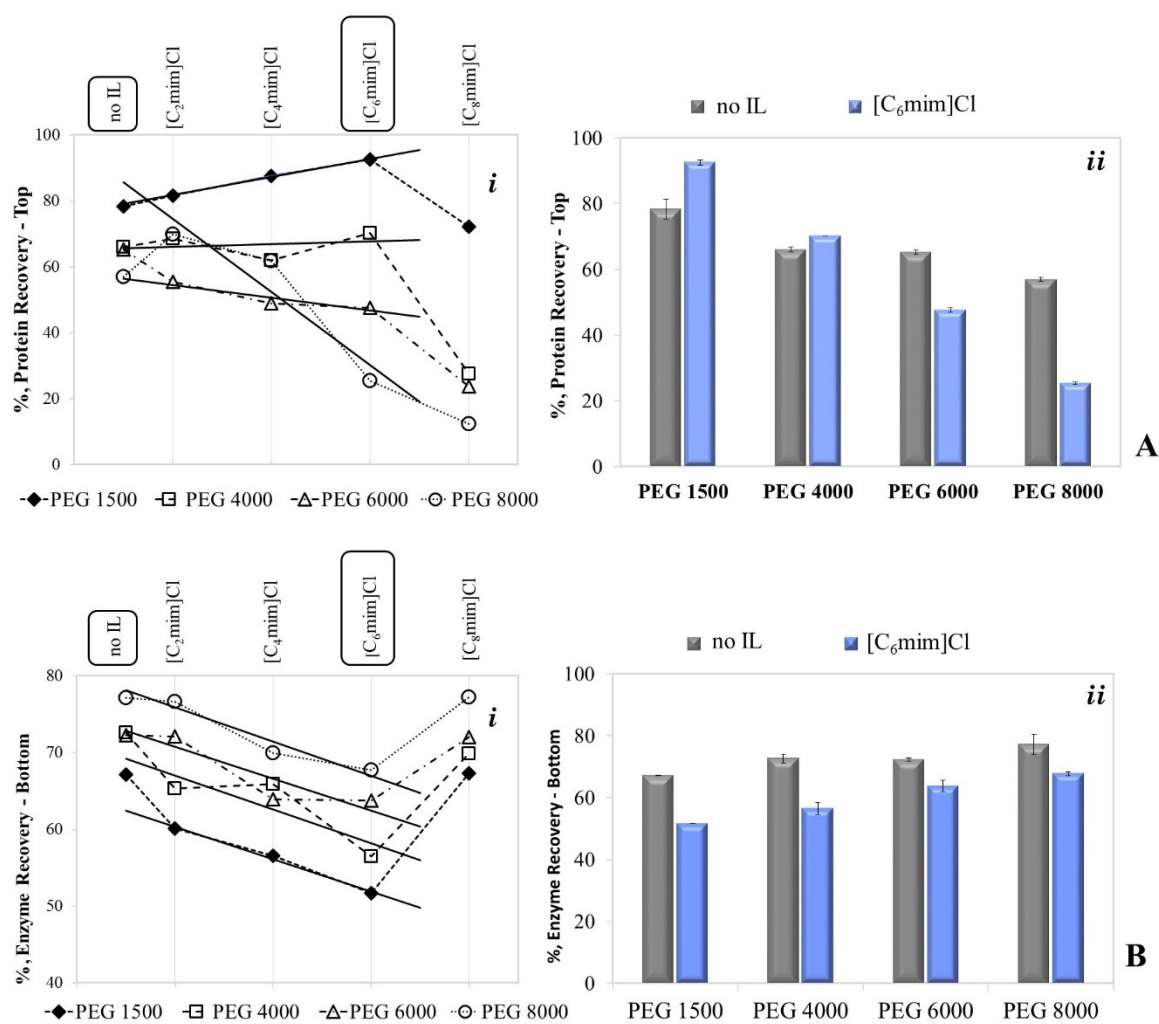 no IL
[C₂mim]Cl
[C₄mim]Cl
[C₆mim]Cl
[C₈mim]Cl
%, Protein Recovery - Top
100
80
60
40
20
0
i
PEG 1500 PEG 4000 PEG 6000 PEG 8000
no IL [C₆mim]Cl
%, Protein Recovery - Top
100
80
60
40
20
0
ii
PEG 1500 PEG 4000 PEG 6000 PEG 8000
A
no IL
[C₂mim]Cl
[C₄mim]Cl
[C₆mim]Cl
[C₈mim]Cl
%, Enzyme Recovery - Bottom
80
70
60
50
40
i
PEG 1500 PEG 4000 PEG 6000 PEG 8000
no IL [C₆mim]Cl
%, Enzyme Recovery - Bottom
100
80
60
40
20
0
ii
PEG 1500 PEG 4000 PEG 6000 PEG 8000
B